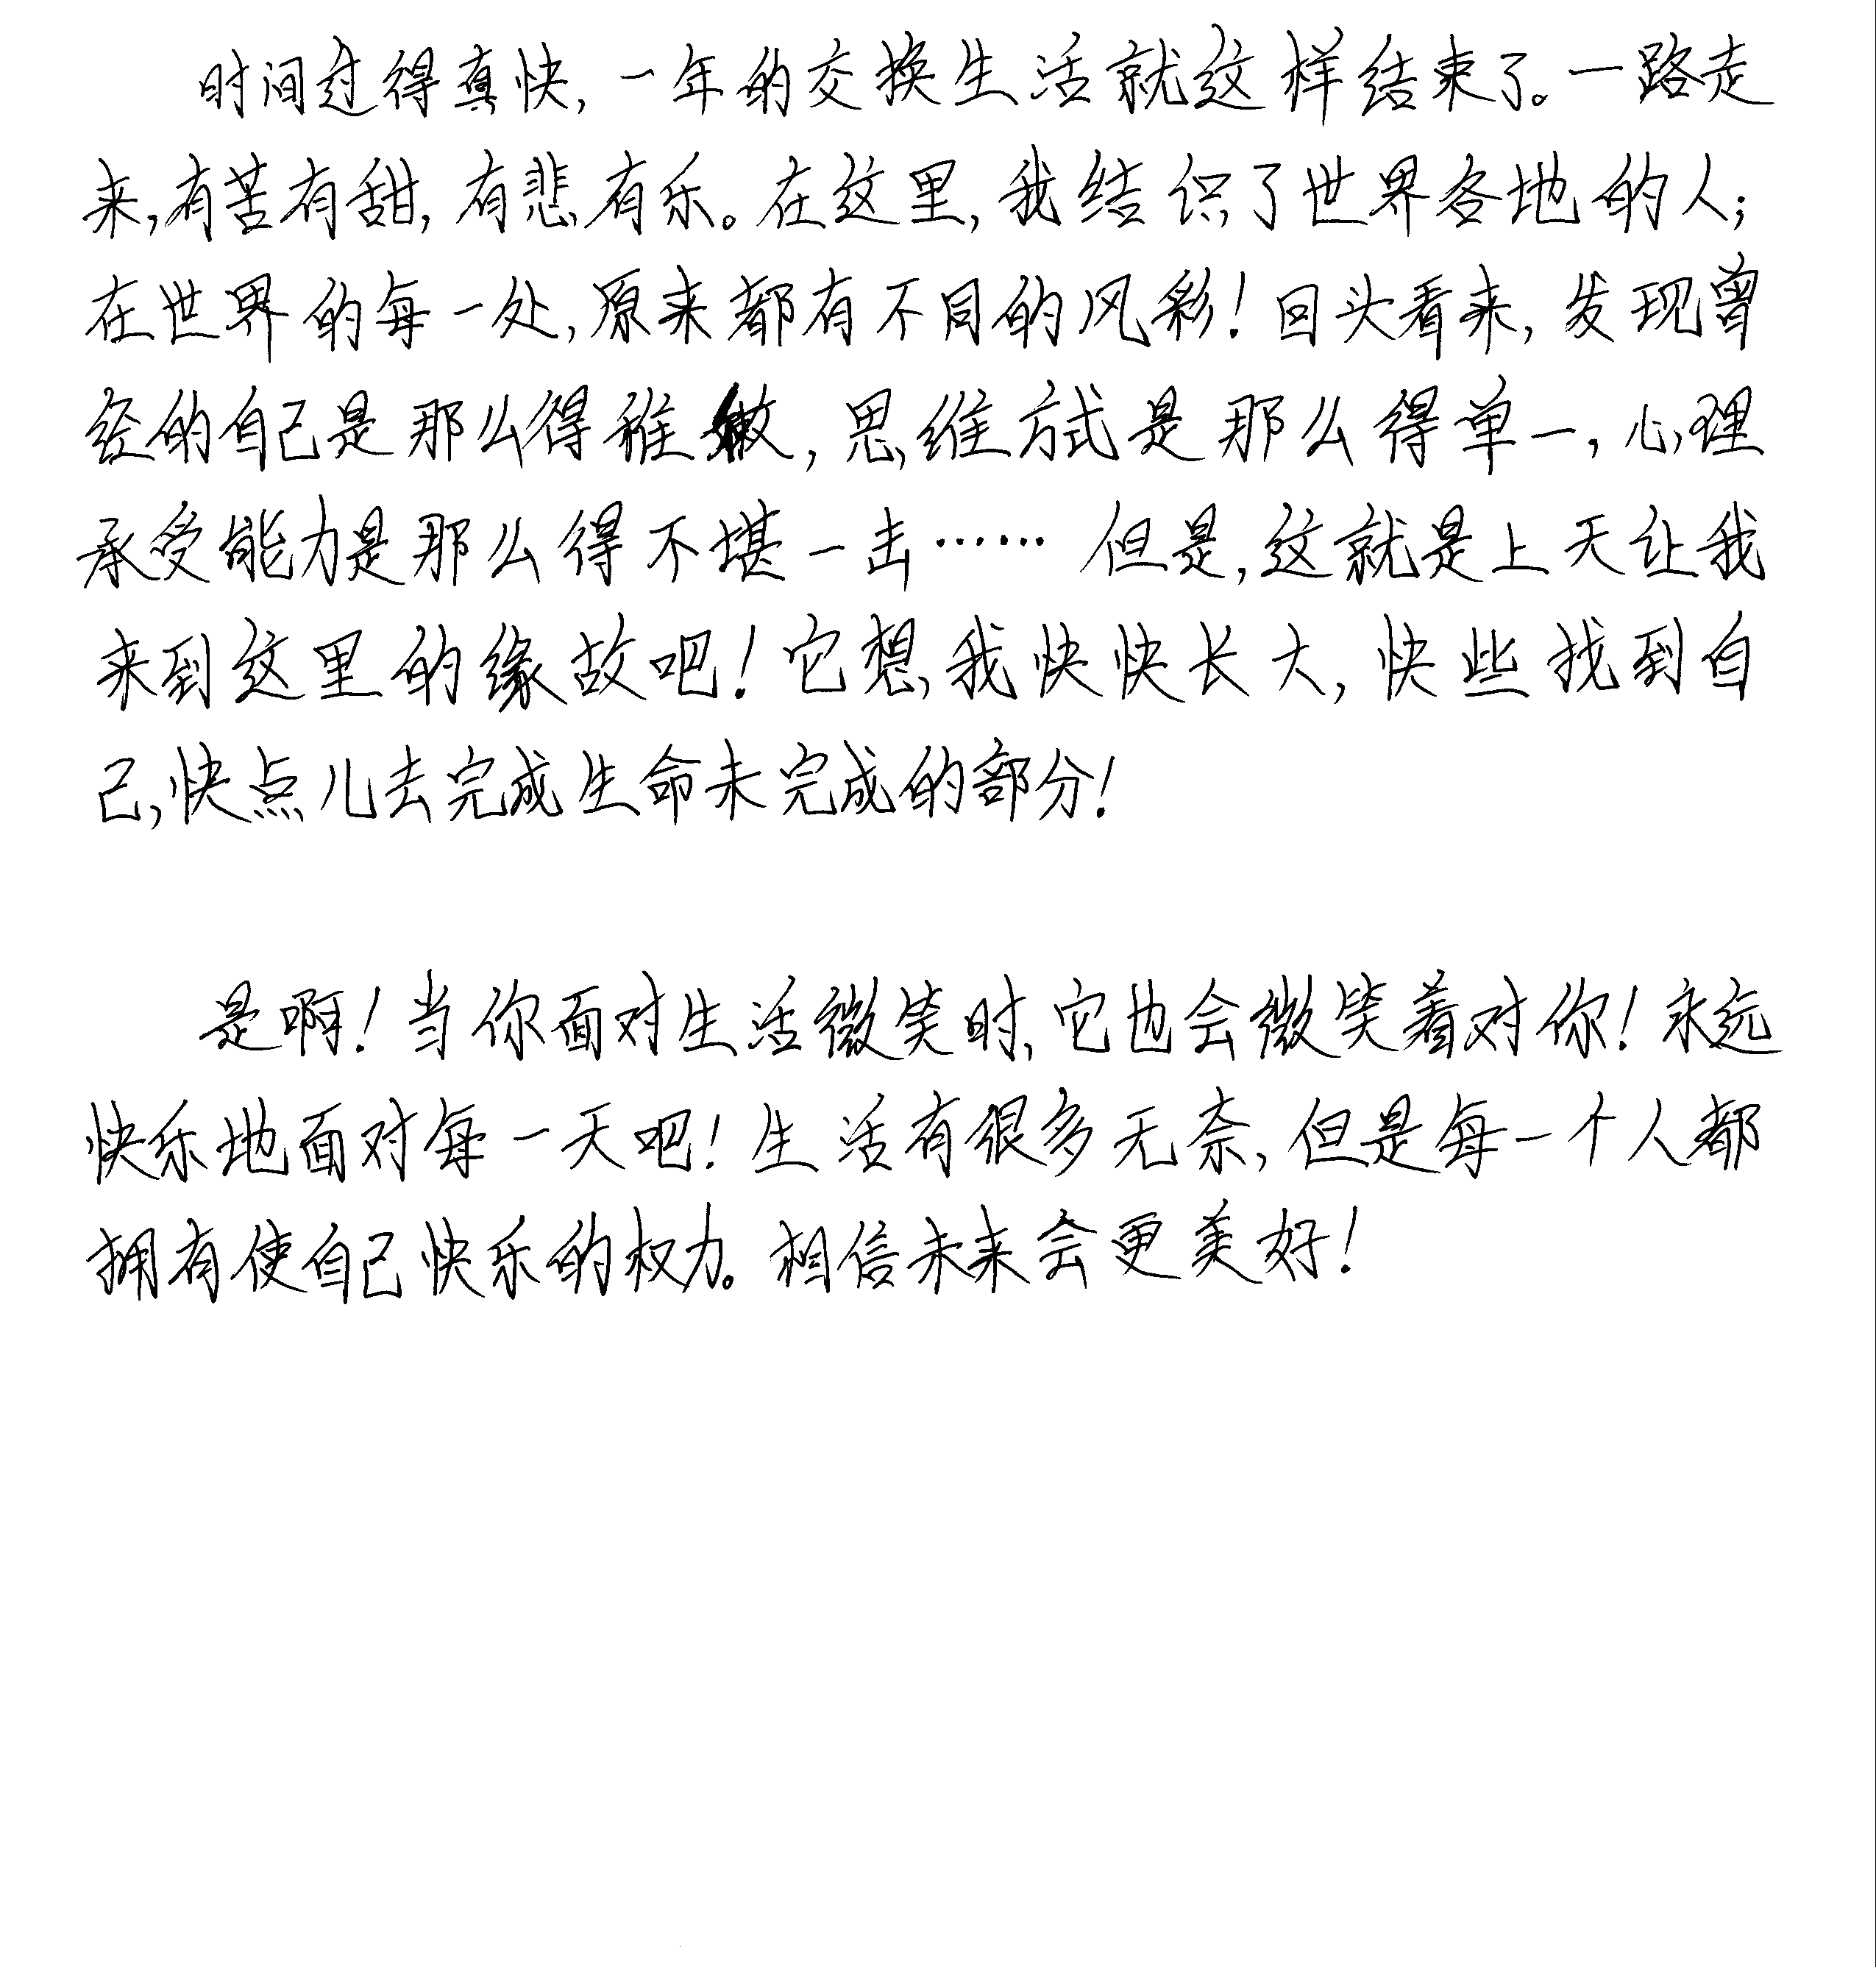 时间过得真快,一年的交换生活就这样结束了。一路走
来,有苦有甜,有悲有乐。在这里,我结识了世界各地的人;
在世界的每一处,原来都有不同的风彩!回头看来,发现曾
经的自己是那么得稚嫩,思维方式是那么得单一,心理
承受能力是那么得不堪一击……但是,这就是上天让我
来到这里的缘故吧!它想,我快快长大,快些找到自
己,快点儿去完成生命未完成的部分!
是啊!当你面对生活微笑时,它也会微笑着对你!永远
快乐地面对每一天吧!生活有很多无奈,但是每一个人都
拥有使自己快乐的权力。相信未来会更美好!